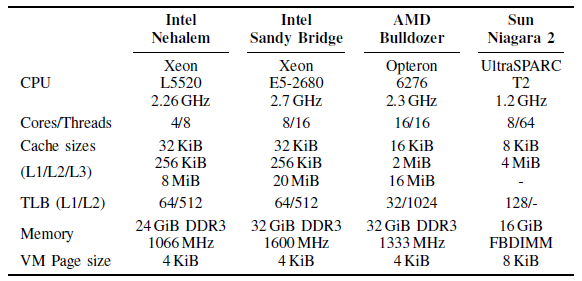 Intel Intel AMD Sun
Nehalem Sandy Bridge Bulldozer Niagara 2
Xeon Xeon Opteron UltraSPARC
CPU L5520 E5-2680 6276 T2
2.26 GHz 2.7 GHz 2.3 GHz 1.2 GHz
Cores/Threads 4/8 8/16 16/16 8/64
Cache sizes 32 KiB 32 KiB 16 KiB 8 KiB
(L1/L2/L3) 256 KiB 256 KiB 2 MiB 4 MiB
8 MiB 20 MiB 16 MiB -
TLB (L1/L2) 64/512 64/512 32/1024 128/-
Memory 24 GiB DDR3 32 GiB DDR3 32 GiB DDR3 16 GiB
1066 MHz 1600 MHz 1333 MHz FBDIMM
VM Page size 4 KiB 4 KiB 4 KiB 8 KiB